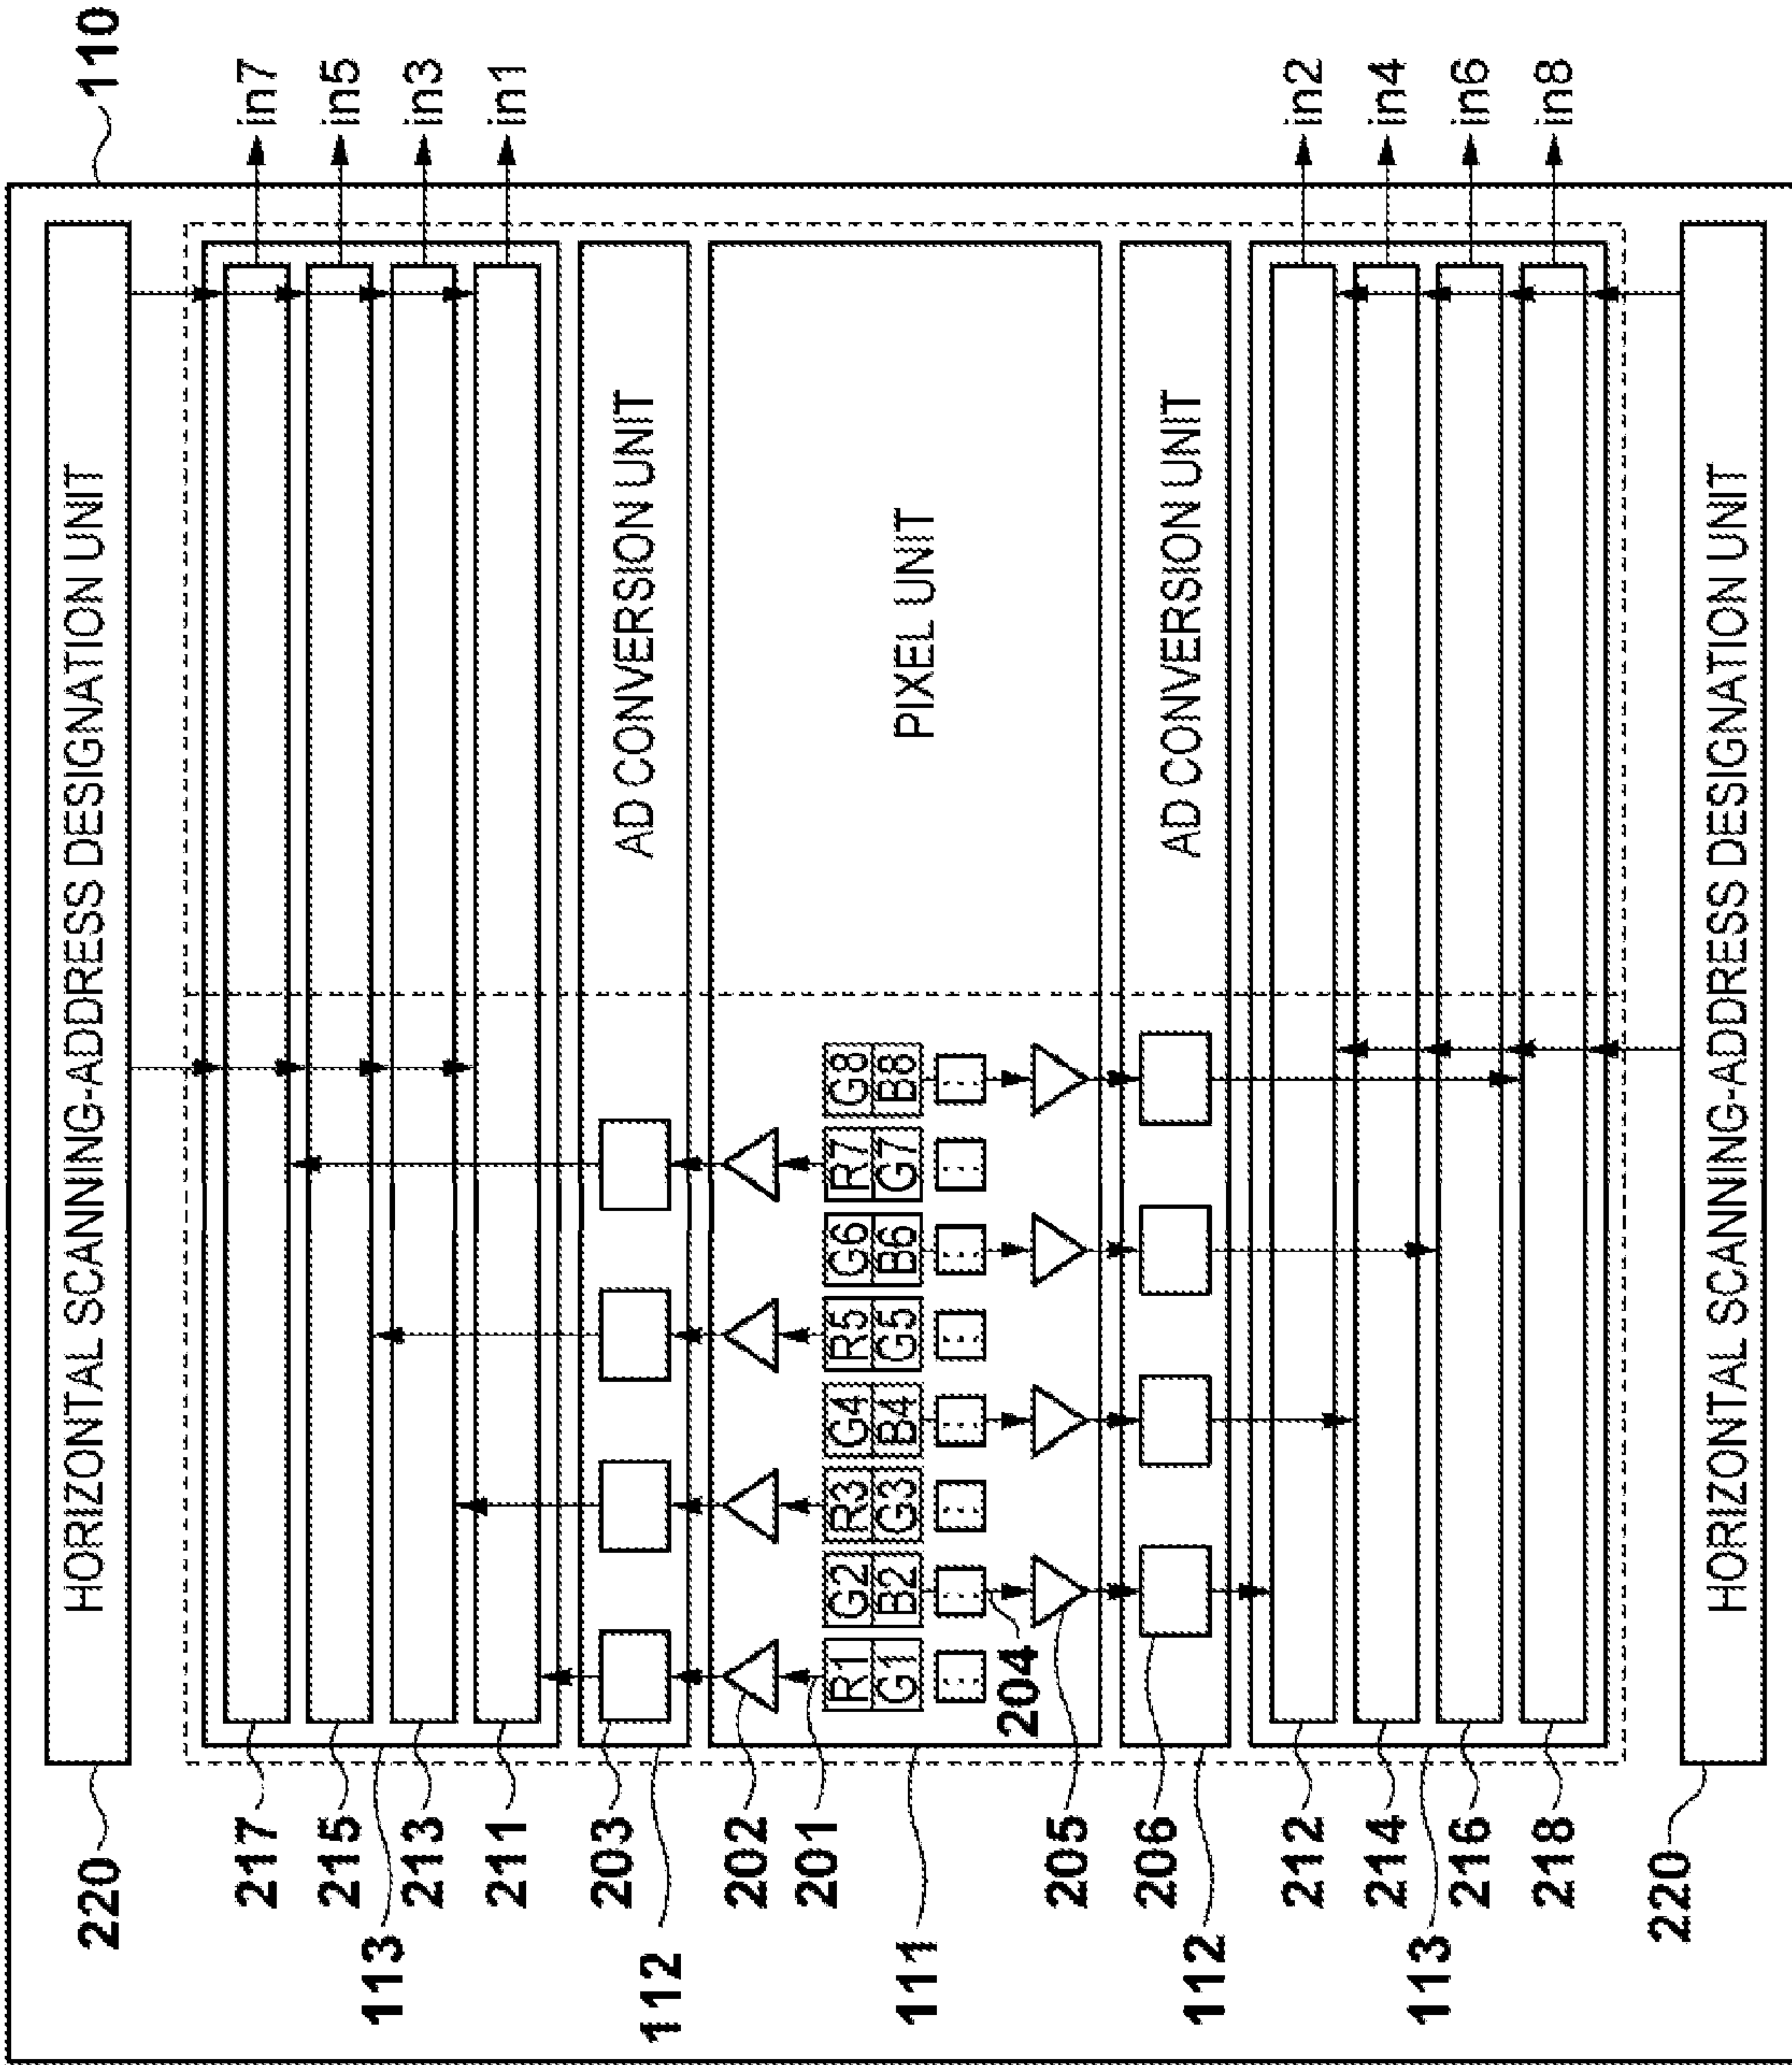 110
HORIZONTAL SCANNING-ADDRESS DESIGNATION UNIT
220
217
in7
215
in5
213
in3
211
in1
113
203
AD CONVERSION UNIT
112
202
201
R1 G2 R3 G4 R5 G6 R7 G8
G1 B2 G3 B4 G5 B6 G7 B8
PIXEL UNIT
111
204
205
206
AD CONVERSION UNIT
112
212
in2
214
in4
216
in6
218
in8
113
HORIZONTAL SCANNING-ADDRESS DESIGNATION UNIT
220